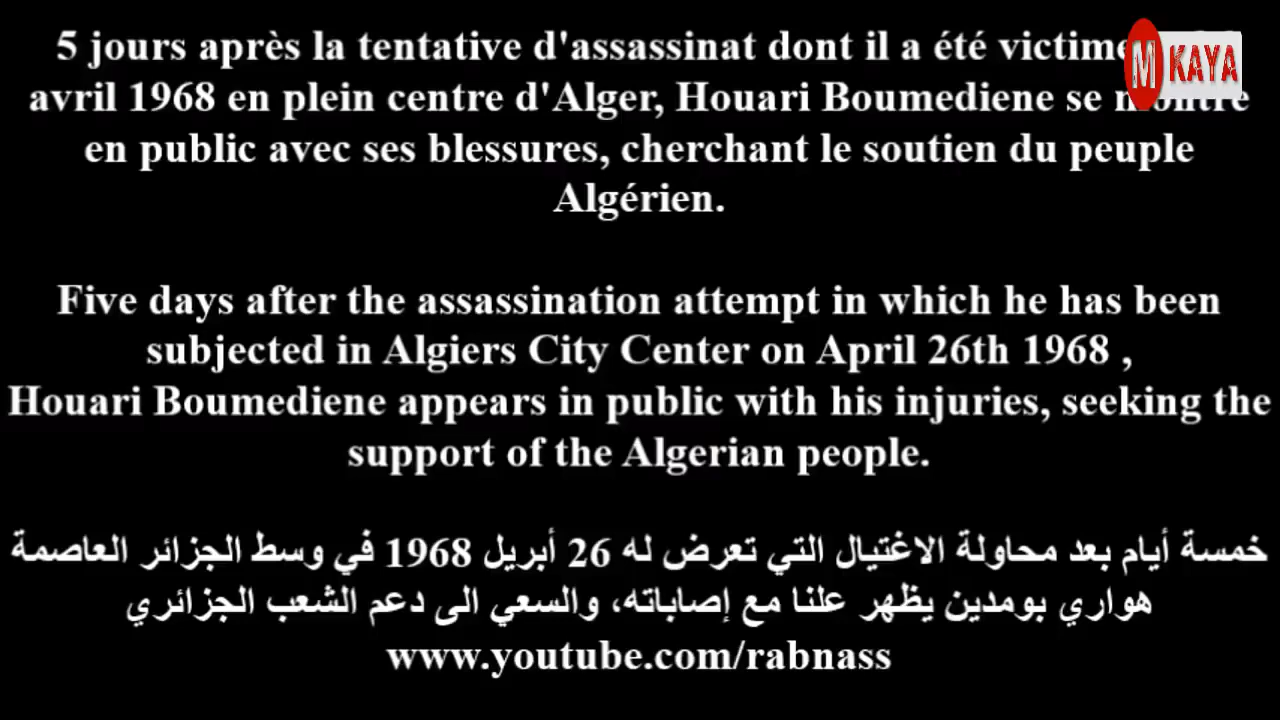 5 jours après la tentative d'assassinat dont il a été victime
avril 1968 en plein centre d'Alger, Houari Boumediene se montre
en public avec ses blessures, cherchant le soutien du peuple
Algérien.
Five days after the assassination attempt in which he has been
subjected in Algiers City Center on April 26th 1968 ,
Houari Boumediene appears in public with his injuries, seeking the
support of the Algerian people.
خمسة أيام بعد محاولة الاغتيال التي تعرض له 26 أبريل 1968 في وسط الجزائر العاصمة
هواري بومدين يظهر علنا مع إصاباته، والسعي الى دعم الشعب الجزائري
www.youtube.com/rabnass
M KAYA